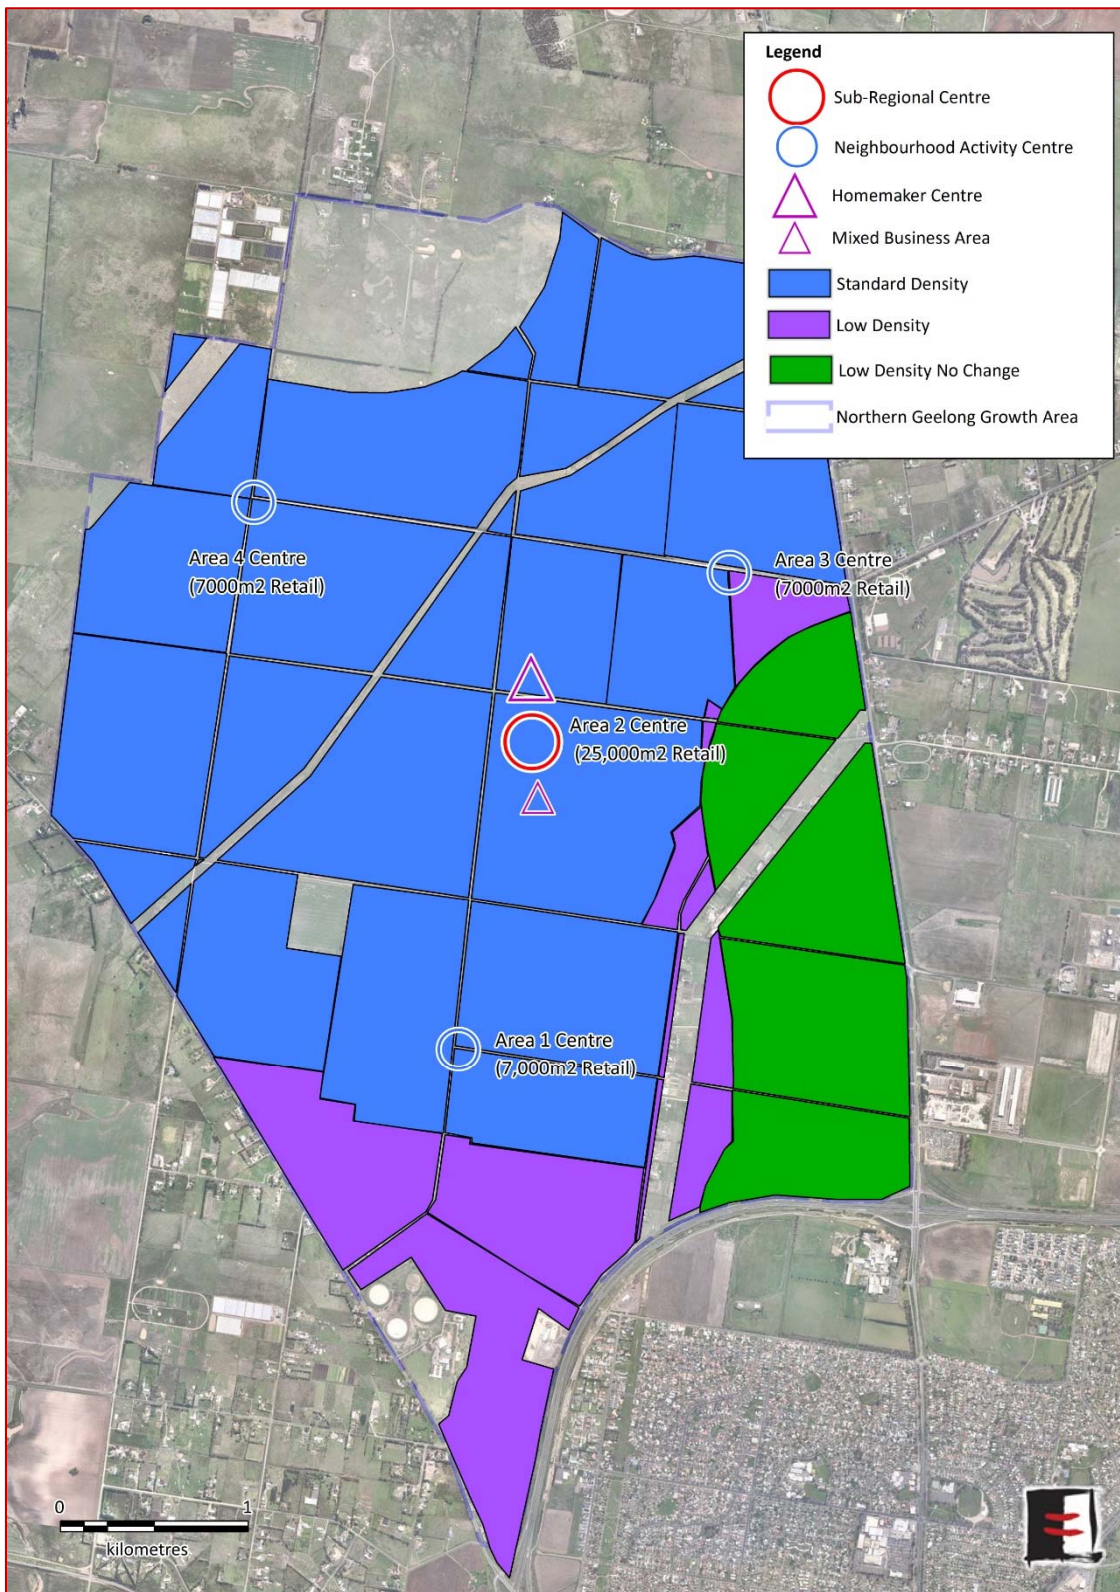 Legend
Sub-Regional Centre
Neighbourhood Activity Centre
Homemaker Centre
Mixed Business Area
Standard Density
Low Density
Low Density No Change
Northern Geelong Growth Area
Area 4 Centre
(7000m2 Retail)
Area 3 Centre
(7000m2 Retail)
Area 2 Centre
(25,000m2 Retail)
Area 1 Centre
(7,000m2 Retail)
0 1
kilometres